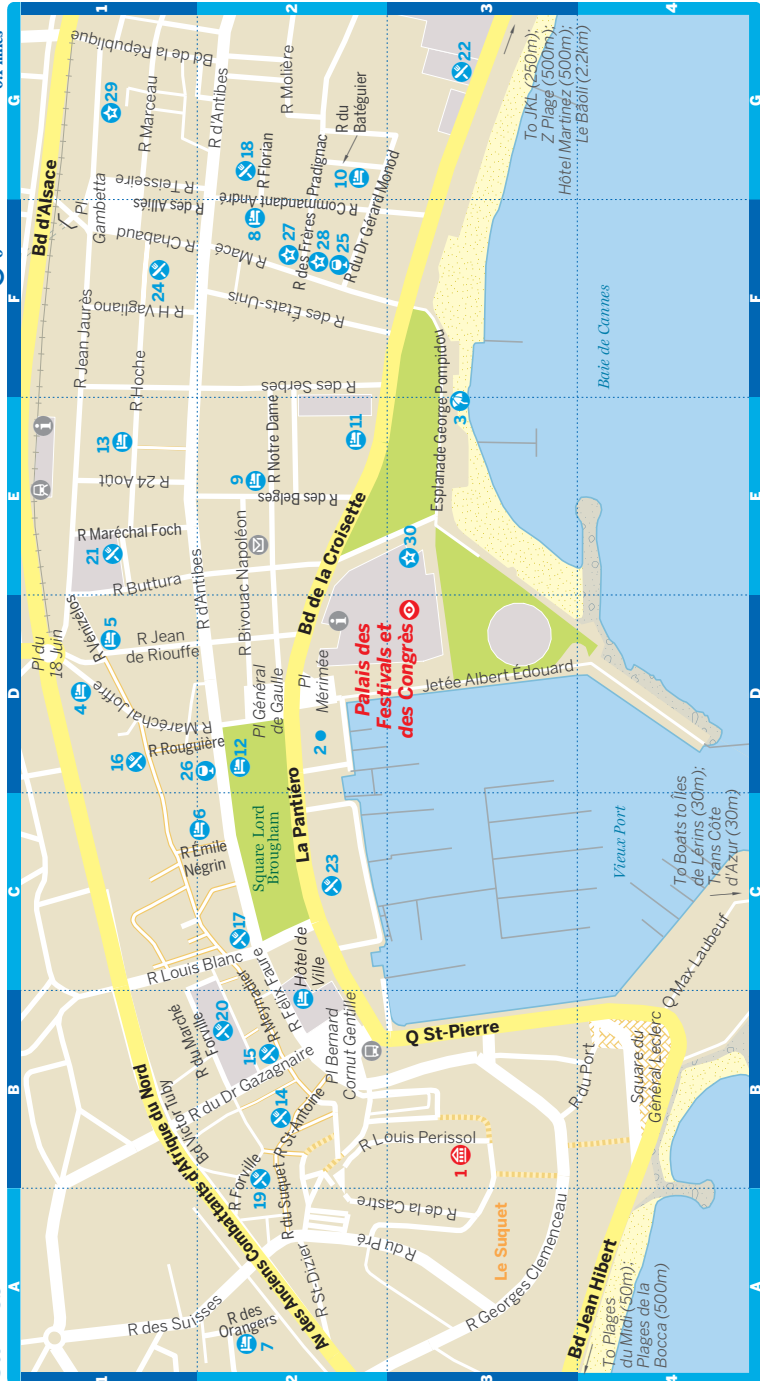 A
B
C
D
E
F
G
1
2
3
4
1
2
3
4
A
B
C
D
E
F
G
Bd d'Alsace
Bd de la République
R Marceau
29
R d'Antibes
R Molière
R du
Batéguier
22
To JKL (250m);
Z Plage (500m);
Hôtel Martinez (500m);
Le Bâoli (2.2km)
Pl
Gambetta
R Teisseire
R des Alliés
R Chabaud
18
R Florian
R Commandant André
8
10
Pradignac
R des Frères
R Macé
27
28
25
R du Dr Gérard Monod
24
R H Vagliano
R Jean Jaurès
R Hoche
R des États-Unis
R des Serbes
Esplanade George Pompidou
3
Baie de Cannes
13
R 24 Août
9
R Notre Dame
R des Belges
11
R Maréchal Foch
21
R Buttura
R d'Antibes
R Bivouac Napoléon
Bd de la Croisette
30
Palais des
Festivals et
des Congrès
Pl du
18 Juin
R Vénizélos
5
R Jean
de Riouffe
4
R Maréchal Joffre
Pl Général
de Gaulle
Pl
Mérimée
2
Jetée Albert Édouard
16
R Rouguière
26
12
6
R Émile
Négrin
Square Lord
Brougham
La Pantiéro
23
Vieux Port
To Boats to Îles
de Lérins (30m);
Trans Côte
d'Azur (30m)
17
R Louis Blanc
R Félix Faure
R Meynadier
Hôtel de
Ville
R du Marché
Forville
20
15
Pl Bernard
Cornut Gentille
Q St-Pierre
Q Max Laubeuf
Bd Victor Tuby
R du Dr Gazagnaire
14
R St-Antoine
R du Port
Square du
Général Leclerc
R Louis Perissol
1
Av des Anciens Combattants d'Afrique du Nord
R Forville
19
R du Suquet
R de la Castre
R du Pré
Le Suquet
R St-Dizier
R Georges Clemenceau
R des Suisses
R des
Orangers
7
Bd Jean Hibert
To Plages
du Midi (50m);
Plages de la
Bocca (500m)